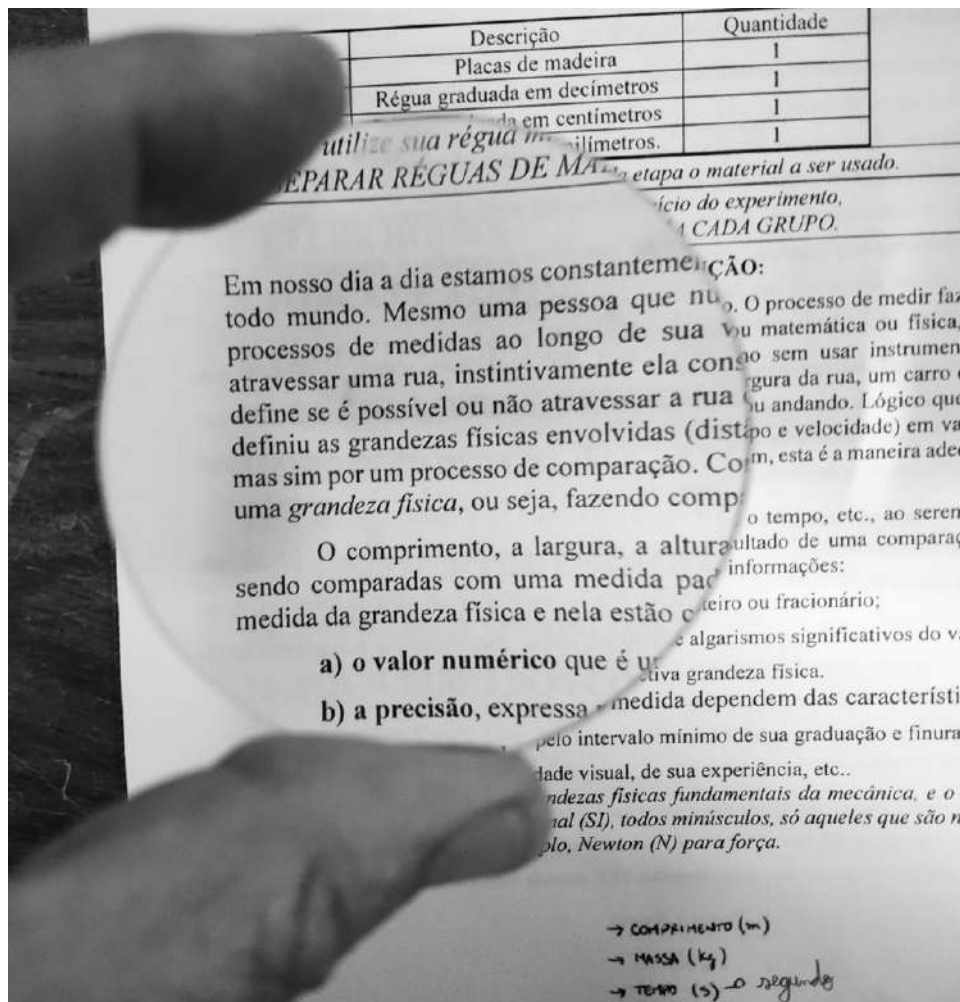 Descrição Quantidade
Placas de madeira 1
Régua graduada em decímetros 1
em centímetros 1
utilize sua régua milímetros. 1
EPARAR RÉGUAS DE etapa o material a ser usado.
ício do experimento,
A CADA GRUPO.
Em nosso dia a dia estamos constantemen ÇÃO:
todo mundo. Mesmo uma pessoa que nu o. O processo de medir faz
processos de medidas ao longo de sua v ou matemática ou física,
atravessar uma rua, instintivamente ela cons ao sem usar instrumen
define se é possível ou não atravessar a rua rgura da rua, um carro
definiu as grandezas físicas envolvidas (distâ u andando. Lógico que
mas sim por um processo de comparação. Co po e velocidade) em va
uma grandeza física, ou seja, fazendo comp m, esta é a maneira ade
O comprimento, a largura, a altura o tempo, etc., ao serem
sendo comparadas com uma medida pad ultado de uma comparaç
medida da grandeza física e nela estão c informações:
teiro ou fracionário;
a) o valor numérico que é u e algarismos significativos do v
tiva grandeza física.
b) a precisão, expressa medida dependem das característi
pelo intervalo mínimo de sua graduação e finura
dade visual, de sua experiência, etc..
ndezas físicas fundamentais da mecânica, e o
nal (SI), todos minúsculos, só aqueles que são n
plo, Newton (N) para força.
→ COMPRIMENTO (m)
→ MASSA (kg)
→ TEMPO (s) → segundo